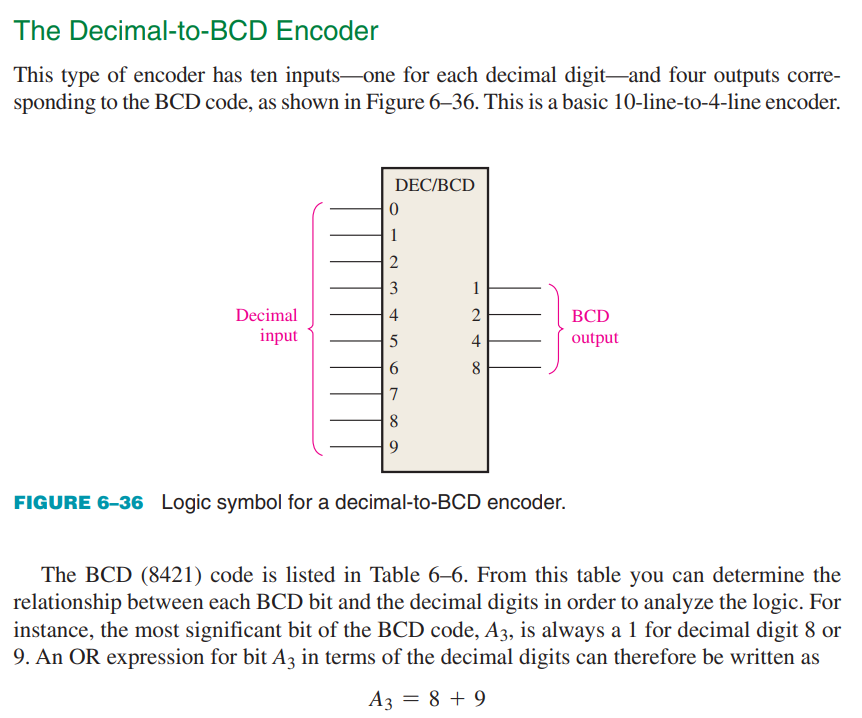 The Decimal-to-BCD Encoder
This type of encoder has ten inputs—one for each decimal digit—and four outputs corre-
sponding to the BCD code, as shown in Figure 6–36. This is a basic 10-line-to-4-line encoder.
DEC/BCD
0
1
2
3
4
5
6
7
8
9
1
2
4
8
Decimal
input
BCD
output
FIGURE 6–36 Logic symbol for a decimal-to-BCD encoder.
The BCD (8421) code is listed in Table 6–6. From this table you can determine the
relationship between each BCD bit and the decimal digits in order to analyze the logic. For
instance, the most significant bit of the BCD code, A₃, is always a 1 for decimal digit 8 or
9. An OR expression for bit A₃ in terms of the decimal digits can therefore be written as
A₃ = 8 + 9